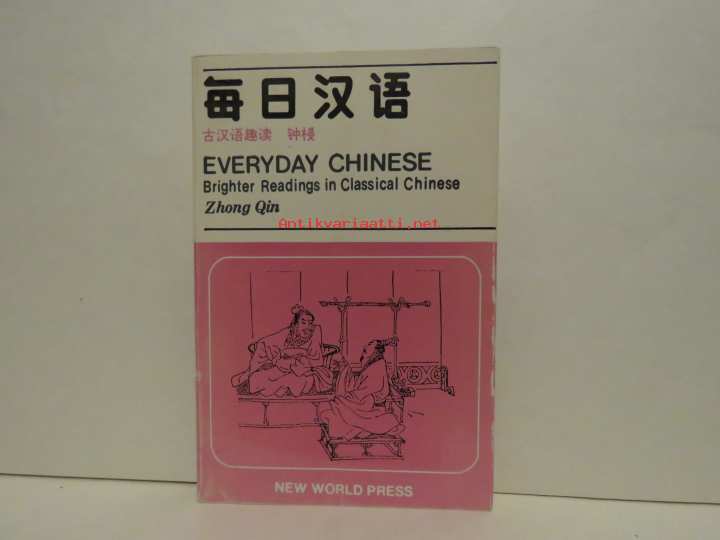 每日汉语
古汉语趣读 钟㮧
EVERYDAY CHINESE
Brighter Readings in Classical Chinese
Zhong Qin
Antikvariaatti.net
NEW WORLD PRESS